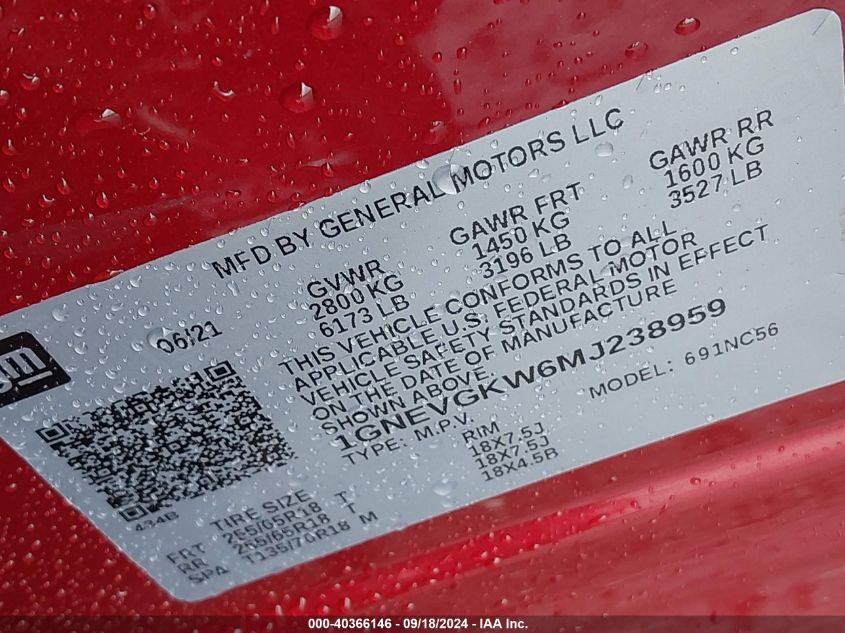 MFD BY GENERAL MOTORS LLC
06/21
GVWR GAWR FRT GAWR RR
2800 KG 1450 KG 1600 KG
6173 LB 3196 LB 3527 LB
THIS VEHICLE CONFORMS TO ALL
APPLICABLE U.S. FEDERAL MOTOR
VEHICLE SAFETY STANDARDS IN EFFECT
ON THE DATE OF MANUFACTURE
SHOWN ABOVE.
1GNEVGKW6MJ238959
TYPE: M.P.V. MODEL: 691NC56
gm
434B
TIRE SIZE RIM
FRT 255/65R18 T 18X7.5J
RR 255/65R18 T 18X7.5J
SPA T135/70R18 M 18X4.5B
000-40366146 - 09/18/2024 - IAA Inc.